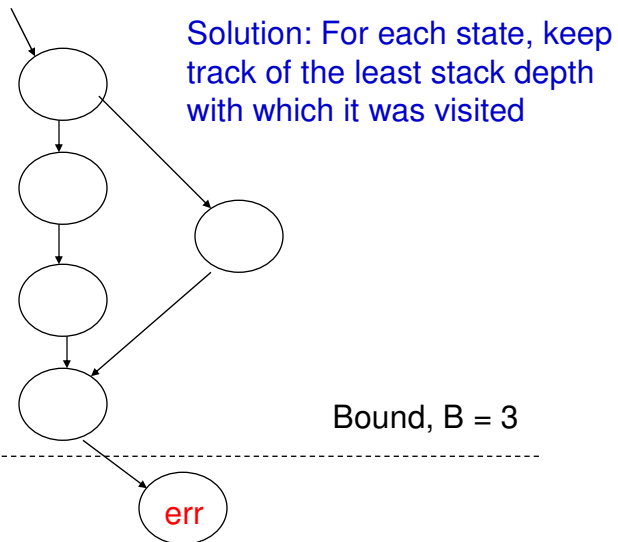 Solution: For each state, keep
track of the least stack depth
with which it was visited
Bound, B = 3
err